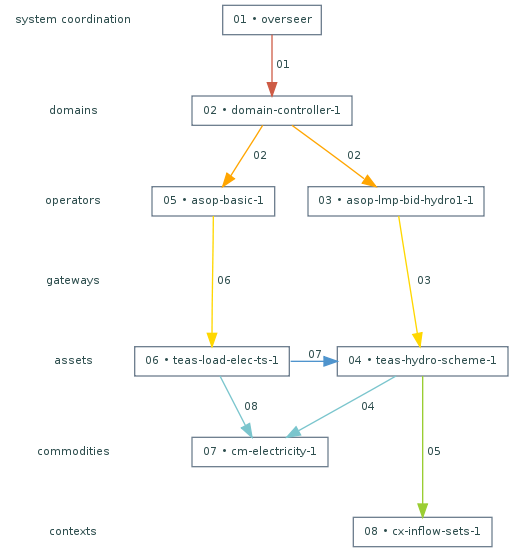 system coordination
01 • overseer
01
domains
02 • domain-controller-1
02
02
operators
05 • asop-basic-1
03 • asop-lmp-bid-hydro1-1
gateways
06
03
assets
06 • teas-load-elec-ts-1
07
04 • teas-hydro-scheme-1
08
04
commodities
07 • cm-electricity-1
05
contexts
08 • cx-inflow-sets-1